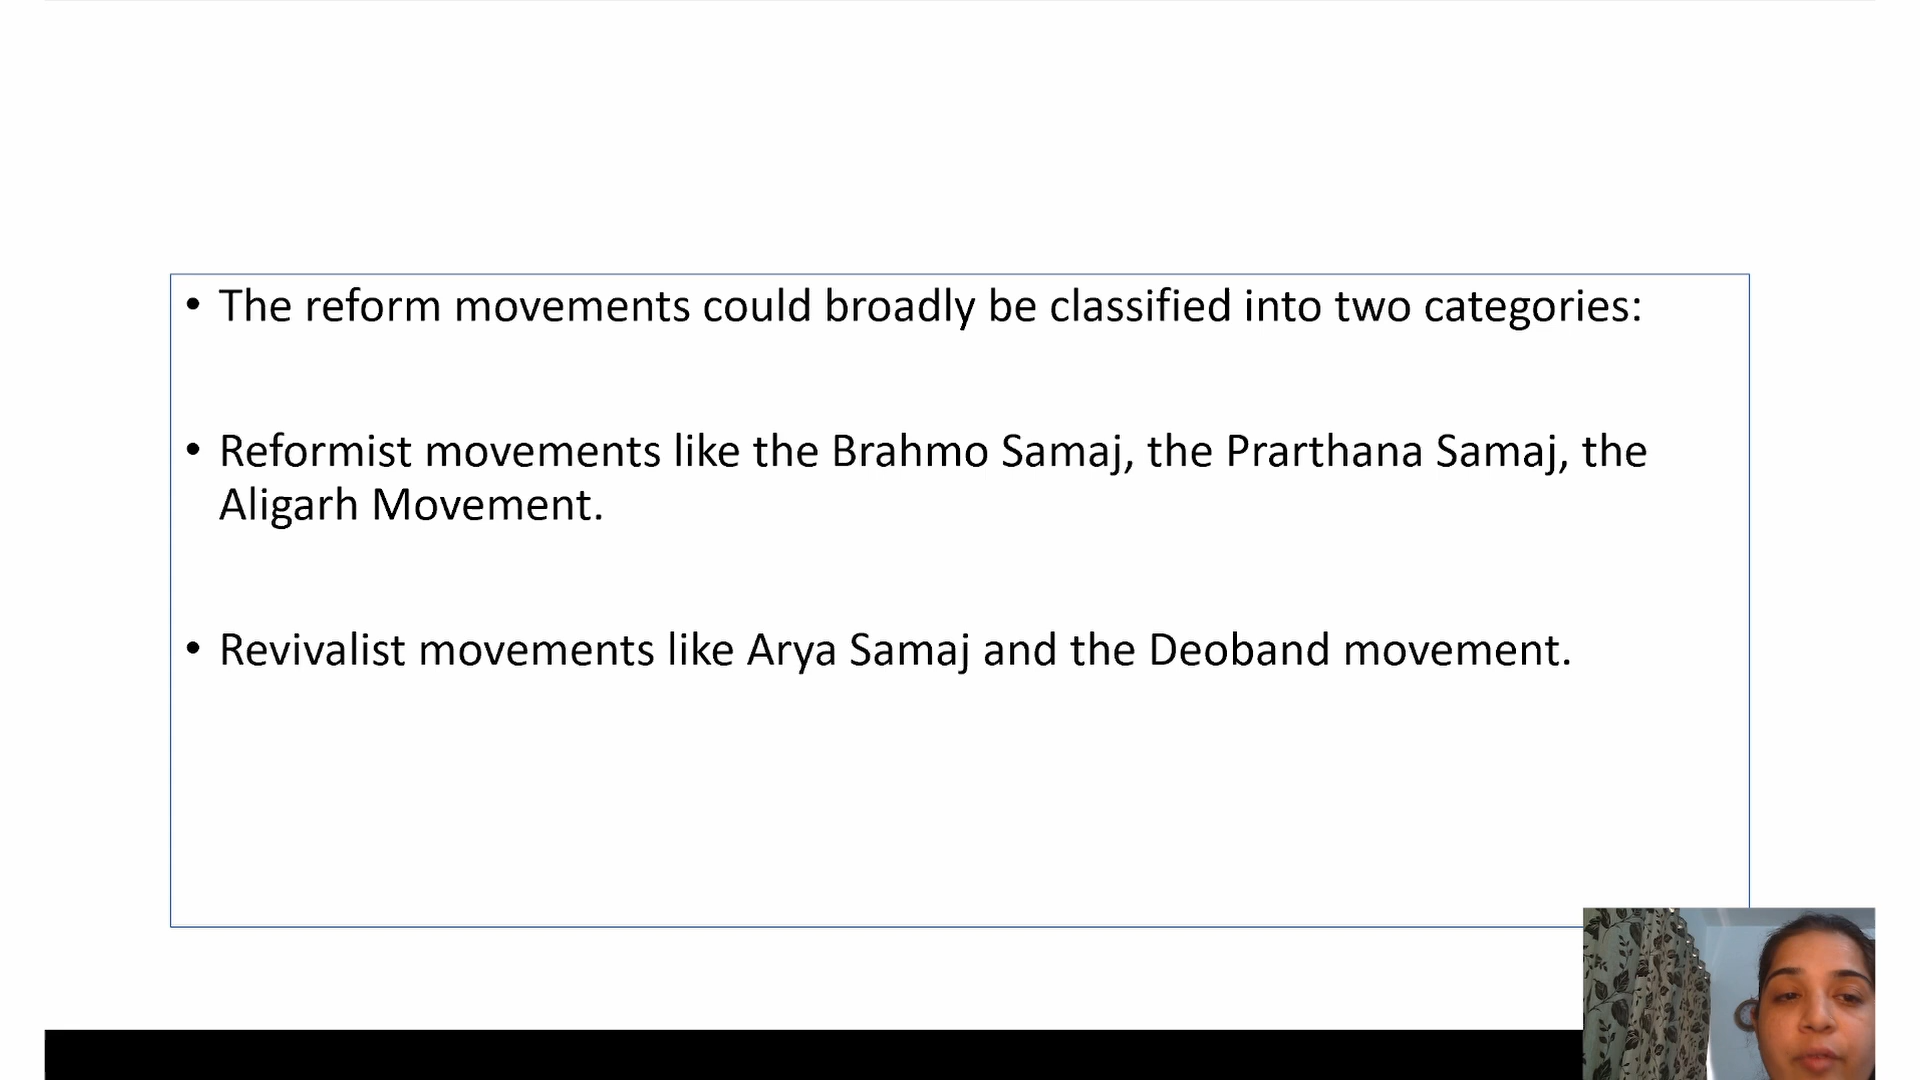 • The reform movements could broadly be classified into two categories:
• Reformist movements like the Brahmo Samaj, the Prarthana Samaj, the
Aligarh Movement.
• Revivalist movements like Arya Samaj and the Deoband movement.